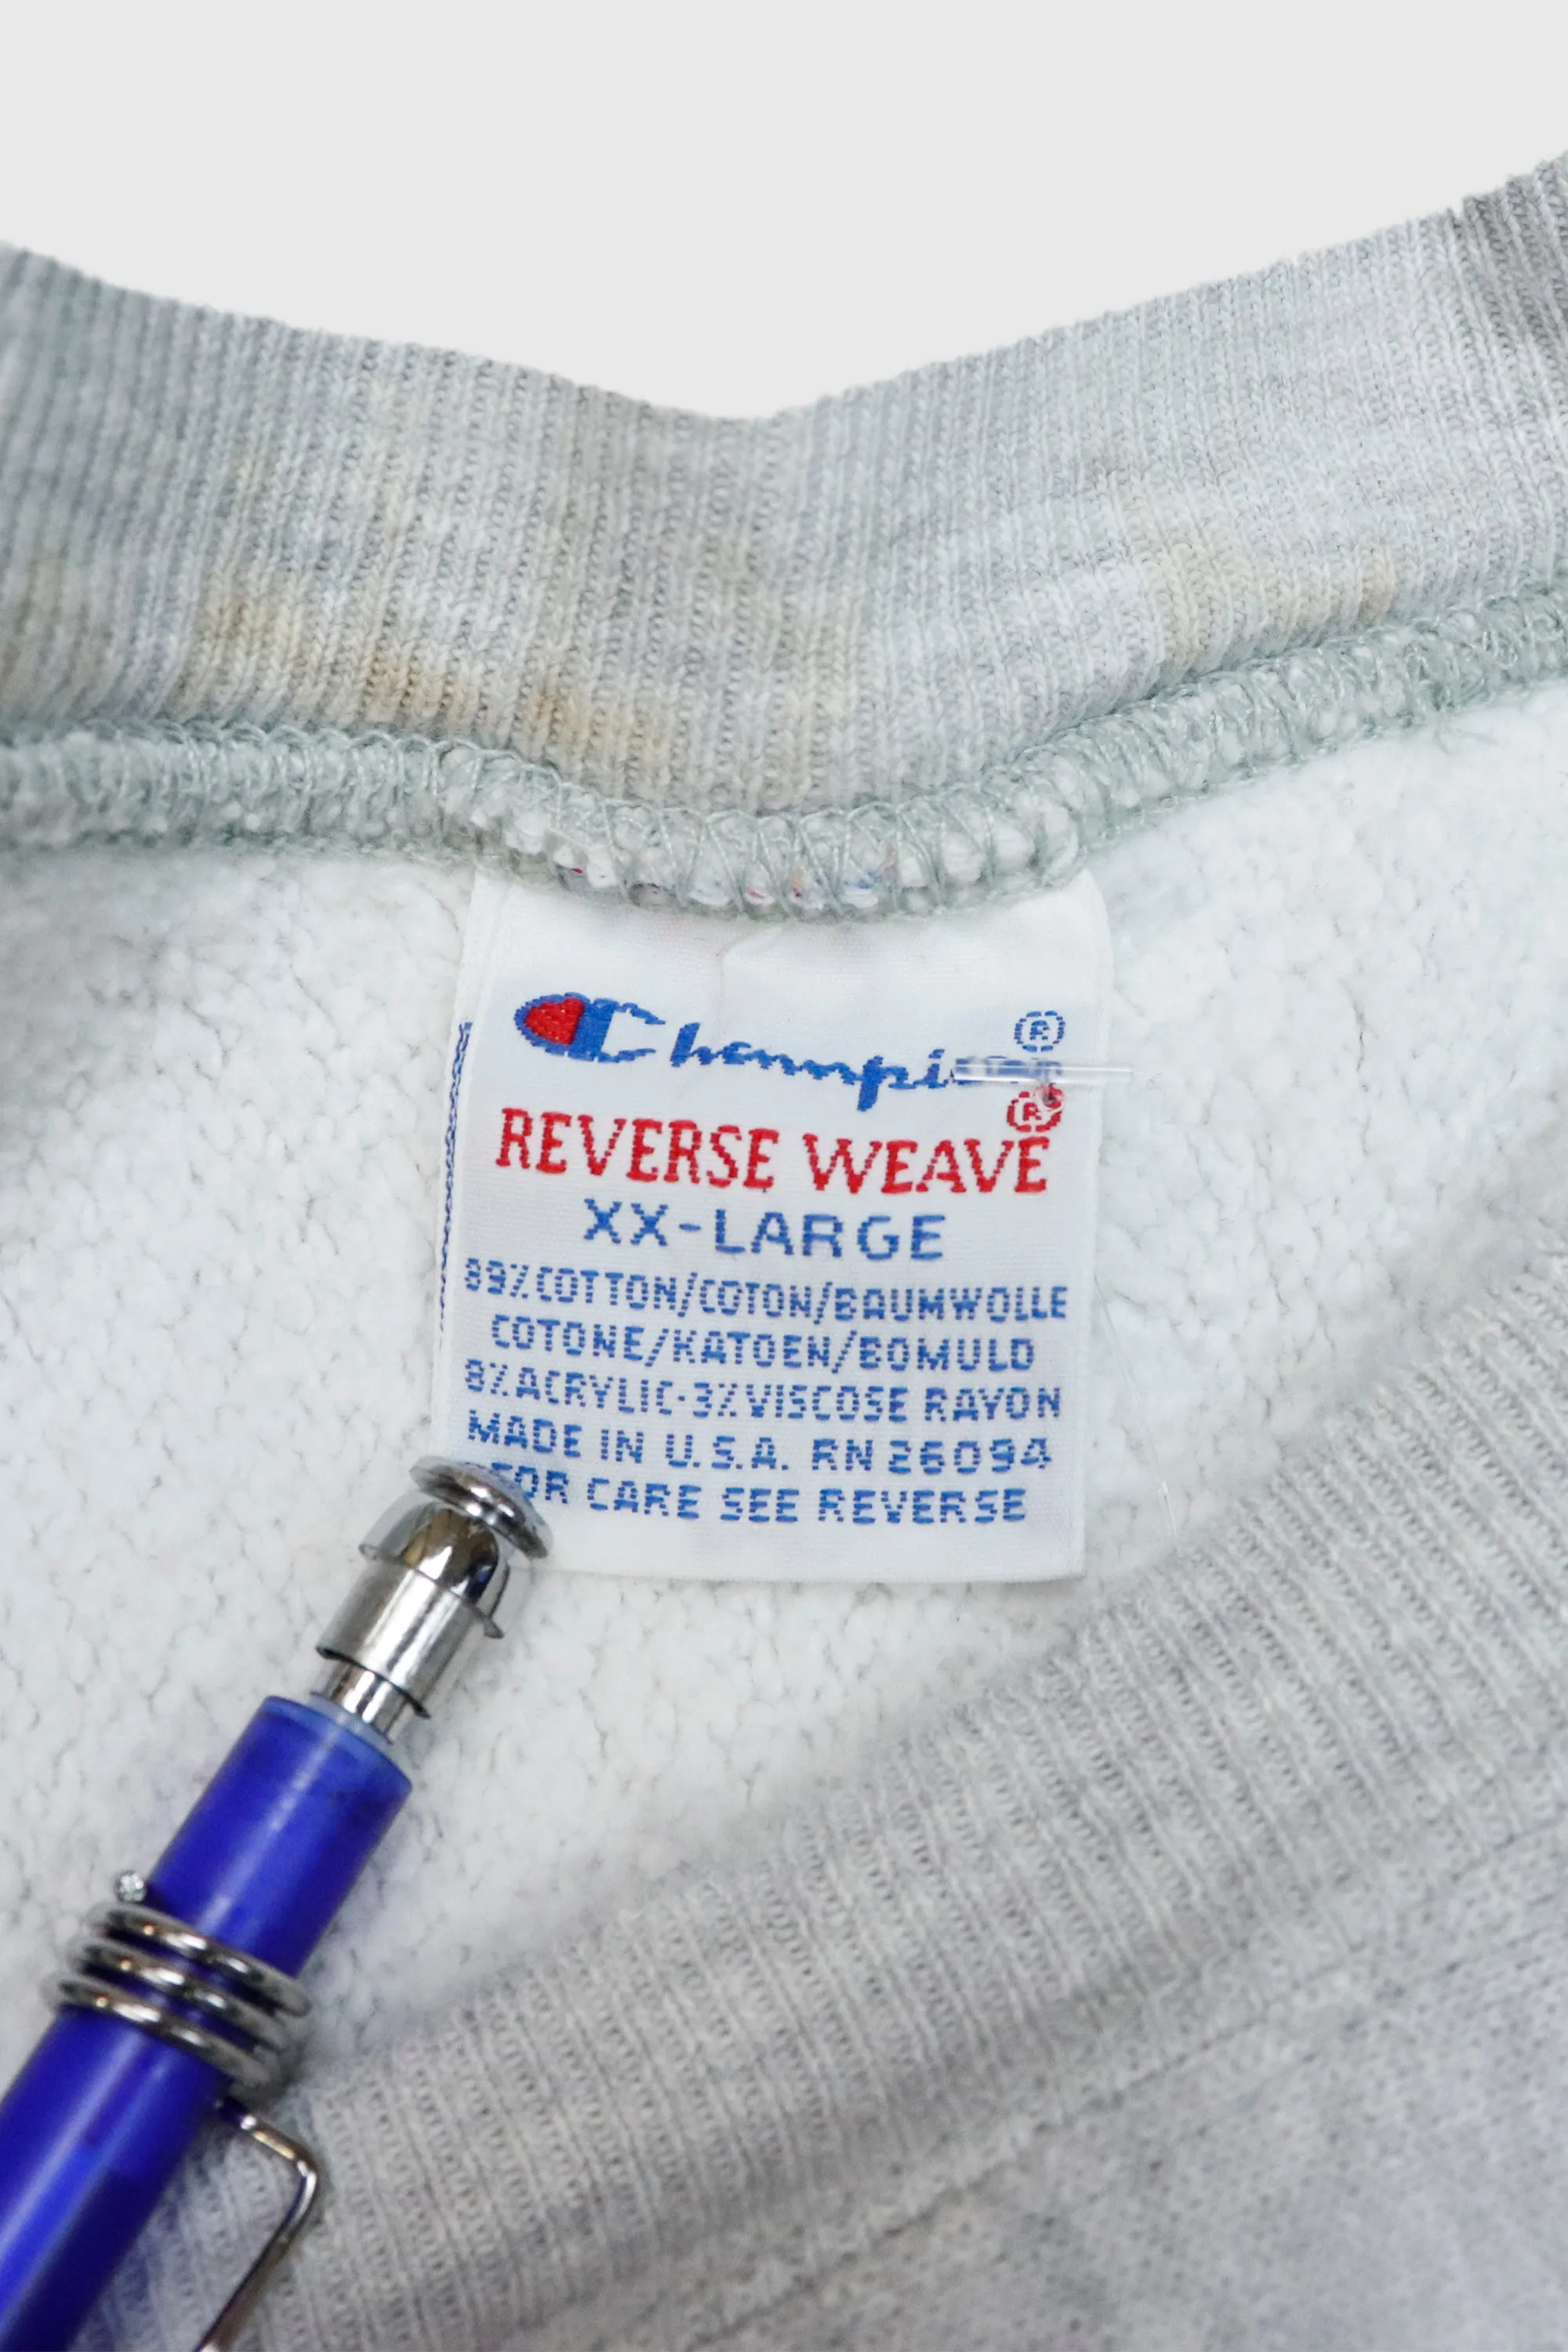 Champion®
REVERSE WEAVE®
XX-LARGE
89% COTTON/COTON/BAUMWOLLE
COTONE/KATOEN/BOMULD
8% ACRYLIC·3% VISCOSE RAYON
MADE IN U.S.A. RN 26094
FOR CARE SEE REVERSE